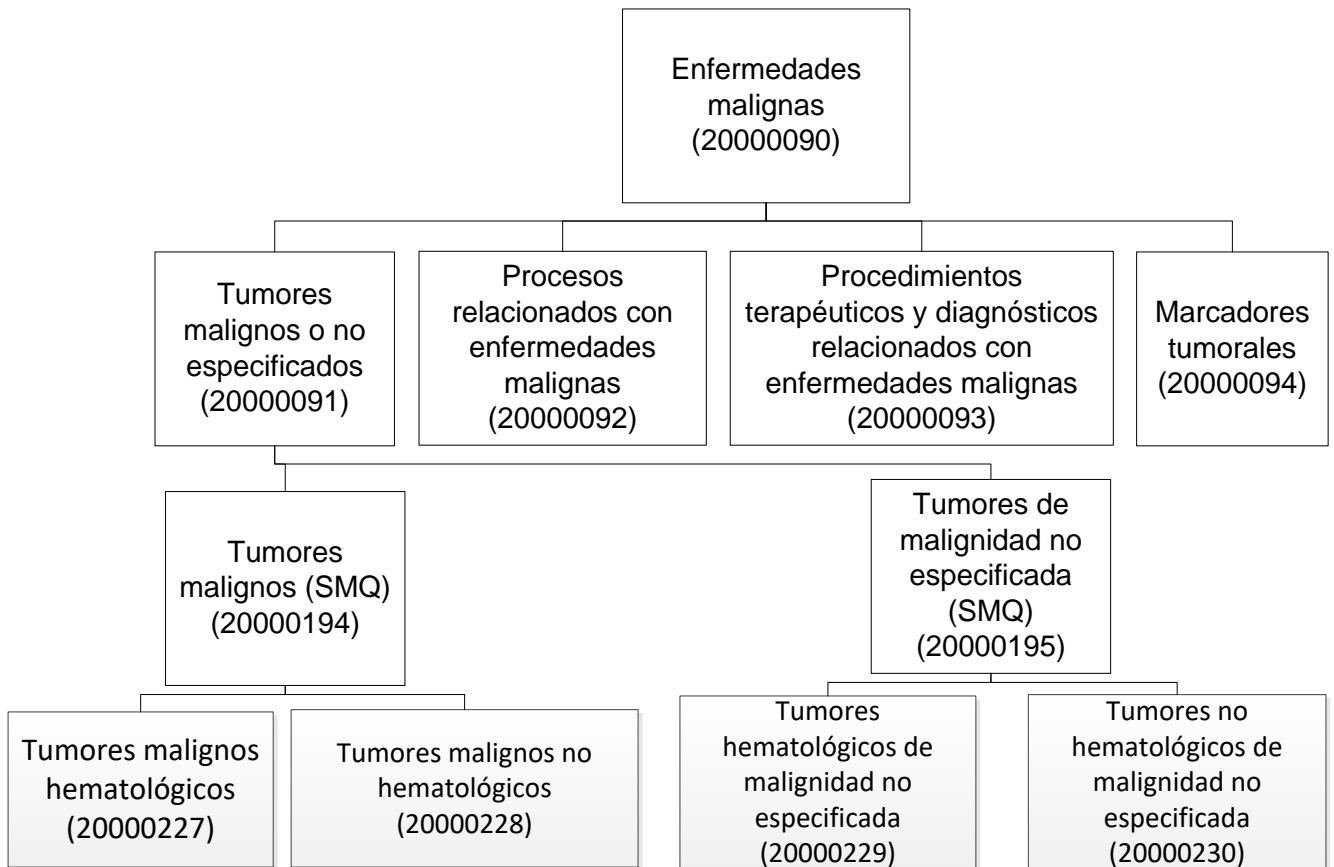 Enfermedades
malignas
(20000090)
Tumores
malignos o no
especificados
(20000091)
Procesos
relacionados con
enfermedades
malignas
(20000092)
Procedimientos
terapéuticos y diagnósticos
relacionados con
enfermedades malignas
(20000093)
Marcadores
tumorales
(20000094)
Tumores
malignos (SMQ)
(20000194)
Tumores de
malignidad no
especificada
(SMQ)
(20000195)
Tumores malignos
hematológicos
(20000227)
Tumores malignos no
hematológicos
(20000228)
Tumores
hematológicos de
malignidad no
especificada
(20000229)
Tumores no
hematológicos de
malignidad no
especificada
(20000230)